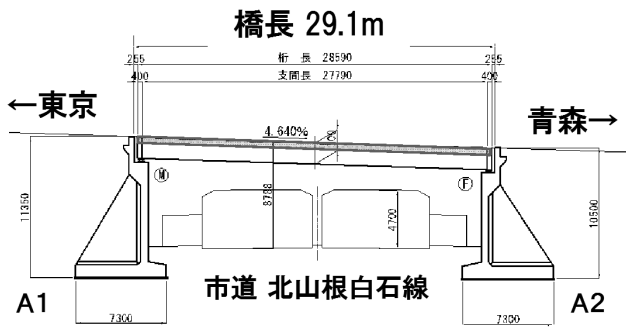 橋長 29.1m
255 桁 長 28590 255
400 支間長 27790 400
←東京
青森→
4.640%
M
F
11350
8788
4700
10500
市道 北山根白石線
A1
A2
7300
7300